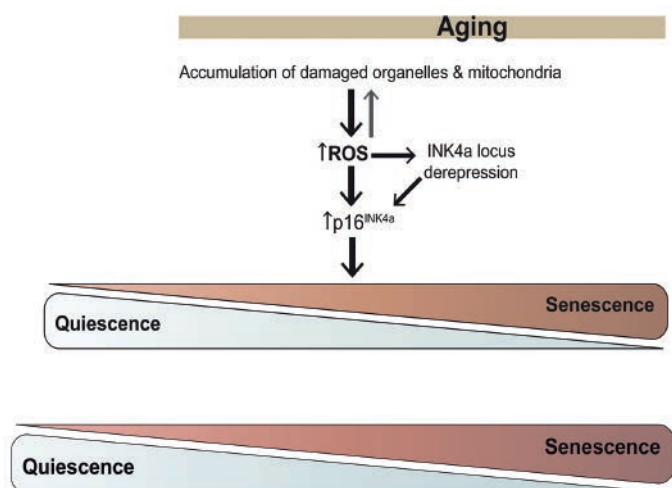 Aging
Accumulation of damaged organelles & mitochondria
↑ROS
INK4a locus
derepression
↑p16INK4a
Senescence
Quiescence
Senescence
Quiescence